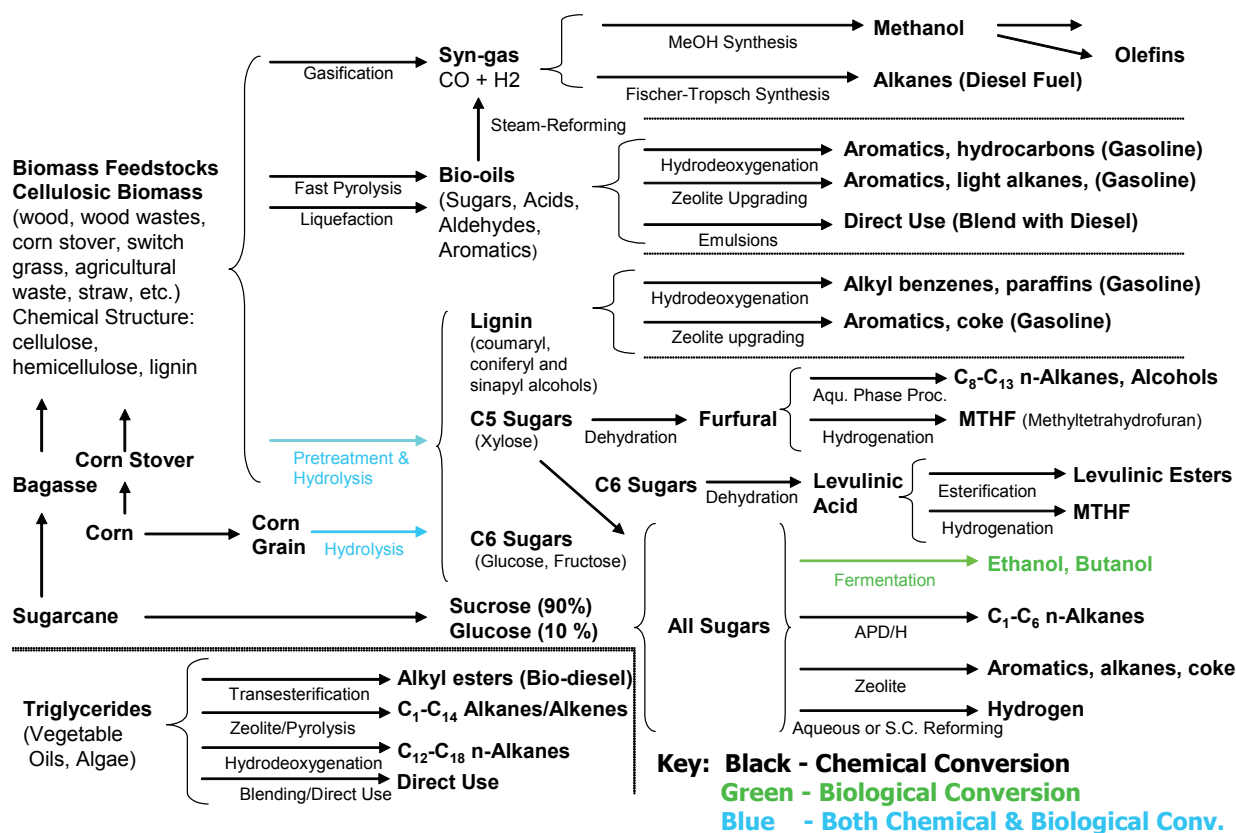 Syn-gas
CO + H2
Gasification
MeOH Synthesis
Methanol
Olefins
Fischer-Tropsch Synthesis
Alkanes (Diesel Fuel)
Steam-Reforming
Biomass Feedstocks
Cellulosic Biomass
(wood, wood wastes,
corn stover, switch
grass, agricultural
waste, straw, etc.)
Chemical Structure:
cellulose,
hemicellulose, lignin
Fast Pyrolysis
Liquefaction
Bio-oils
(Sugars, Acids,
Aldehydes,
Aromatics)
Hydrodeoxygenation
Aromatics, hydrocarbons (Gasoline)
Zeolite Upgrading
Aromatics, light alkanes, (Gasoline)
Emulsions
Direct Use (Blend with Diesel)
Lignin
(coumaryl,
coniferyl and
sinapyl alcohols)
Hydrodeoxygenation
Alkyl benzenes, paraffins (Gasoline)
Zeolite upgrading
Aromatics, coke (Gasoline)
Pretreatment &
Hydrolysis
C5 Sugars
(Xylose)
Dehydration
Furfural
Aqu. Phase Proc.
C8-C13 n-Alkanes, Alcohols
Hydrogenation
MTHF (Methyltetrahydrofuran)
Corn Stover
Bagasse
Corn
Corn
Grain
Hydrolysis
C6 Sugars
(Glucose, Fructose)
C6 Sugars
Dehydration
Levulinic
Acid
Esterification
Levulinic Esters
Hydrogenation
MTHF
Sugarcane
Sucrose (90%)
Glucose (10 %)
All Sugars
Fermentation
Ethanol, Butanol
APD/H
C1-C6 n-Alkanes
Zeolite
Aromatics, alkanes, coke
Aqueous or S.C. Reforming
Hydrogen
Triglycerides
(Vegetable
Oils, Algae)
Transesterification
Alkyl esters (Bio-diesel)
Zeolite/Pyrolysis
C1-C14 Alkanes/Alkenes
Hydrodeoxygenation
C12-C18 n-Alkanes
Blending/Direct Use
Direct Use
Key: Black - Chemical Conversion
Green - Biological Conversion
Blue - Both Chemical & Biological Conv.